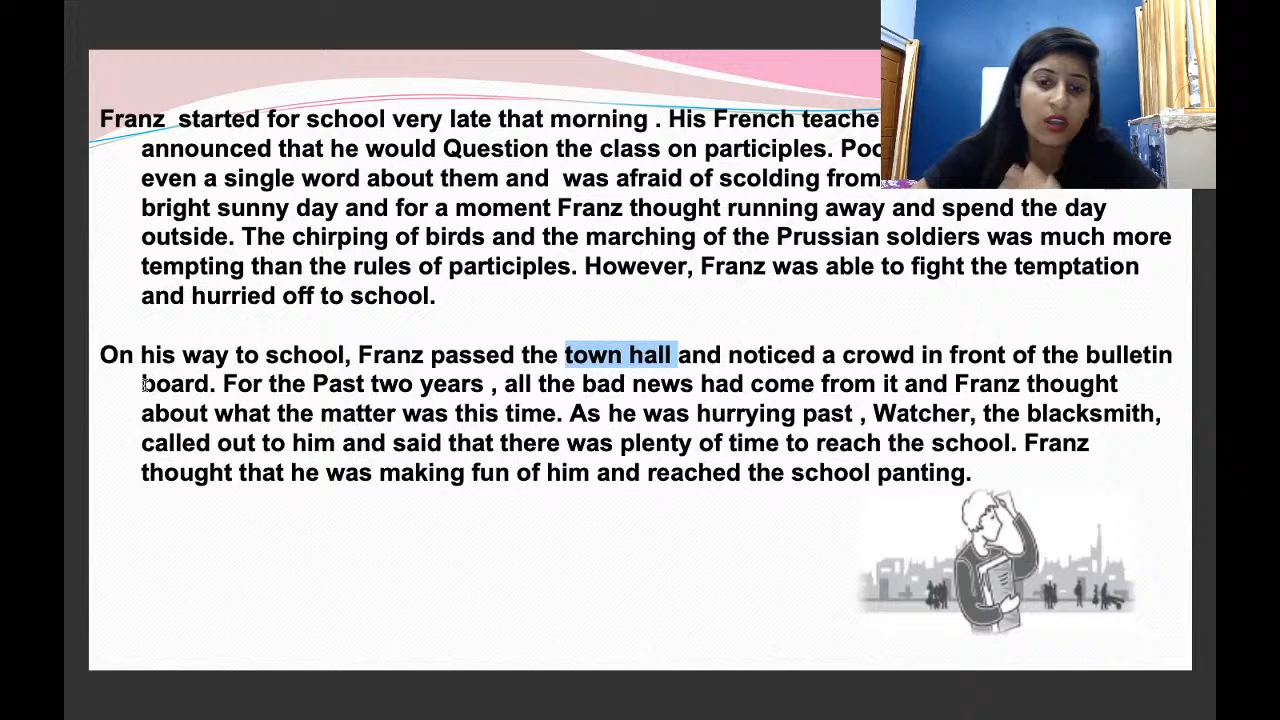 Franz started for school very late that morning . His French
announced that he would Question the class on participles.
even a single word about them and was afraid of scolding from
bright sunny day and for a moment Franz thought running away and spend the day
outside. The chirping of birds and the marching of the Prussian soldiers was much more
tempting than the rules of participles. However, Franz was able to fight the temptation
and hurried off to school.
On his way to school, Franz passed the town hall and noticed a crowd in front of the bulletin
board. For the Past two years , all the bad news had come from it and Franz thought
about what the matter was this time. As he was hurrying past , Watcher, the blacksmith,
called out to him and said that there was plenty of time to reach the school. Franz
thought that he was making fun of him and reached the school panting.